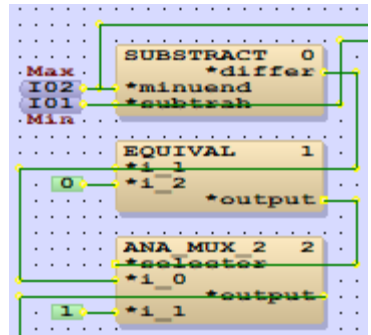 SUBSTRACT 0
*differ
Max
I02 *minuend
I01 *subtrah
Min
EQUIVAL 1
*i_1
0 *i_2
*output
ANA_MUX_2 2
*selector
*i_0
*output
1 *i_1